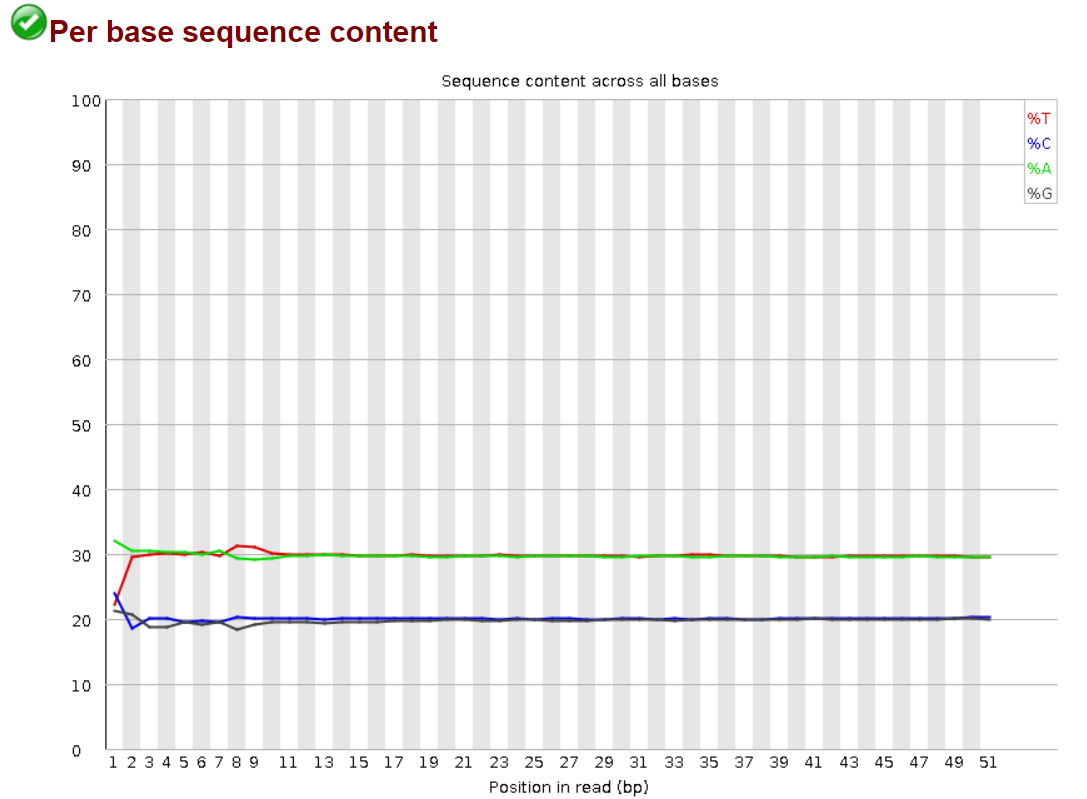 Per base sequence content
Sequence content across all bases
100
90
80
70
60
50
40
30
20
10
0
%T
%C
%A
%G
1 2 3 4 5 6 7 8 9 11 13 15 17 19 21 23 25 27 29 31 33 35 37 39 41 43 45 47 49 51
Position in read (bp)